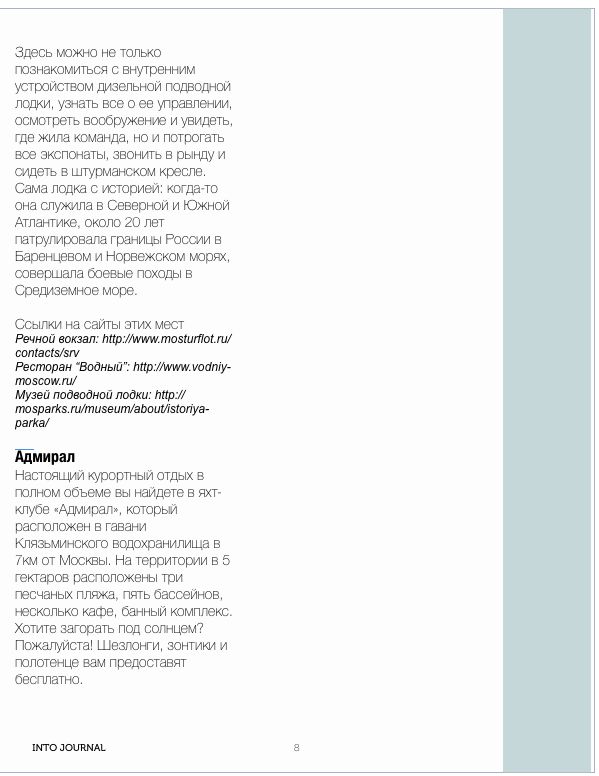 Здесь можно не только
познакомиться с внутренним
устройством дизельной подводной
лодки, узнать все о ее управлении,
осмотреть вообружение и увидеть,
где жила команда, но и потрогать
все экспонаты, звонить в рынду и
сидеть в штурманском кресле.
Сама лодка с историей: когда-то
она служила в Северной и Южной
Атлантике, около 20 лет
патрулировала границы России в
Баренцевом и Норвежском морях,
совершала боевые походы в
Средиземное море.
Ссылки на сайты этих мест
Речной вокзал: http://www.mosturflot.ru/
contacts/srv
Ресторан “Водный”: http://www.vodniy-
moscow.ru/
Музей подводной лодки: http://
mosparks.ru/museum/about/istoriya-
parka/
Адмирал
Настоящий курортный отдых в
полном объеме вы найдете в яхт-
клубе «Адмирал», который
расположен в гавани
Клязьминского водохранилища в
7км от Москвы. На территории в 5
гектаров расположены три
песчаных пляжа, пять бассейнов,
несколько кафе, банный комплекс.
Хотите загорать под солнцем?
Пожалуйста! Шезлонги, зонтики и
полотенце вам предоставят
бесплатно.
INTO JOURNAL 8